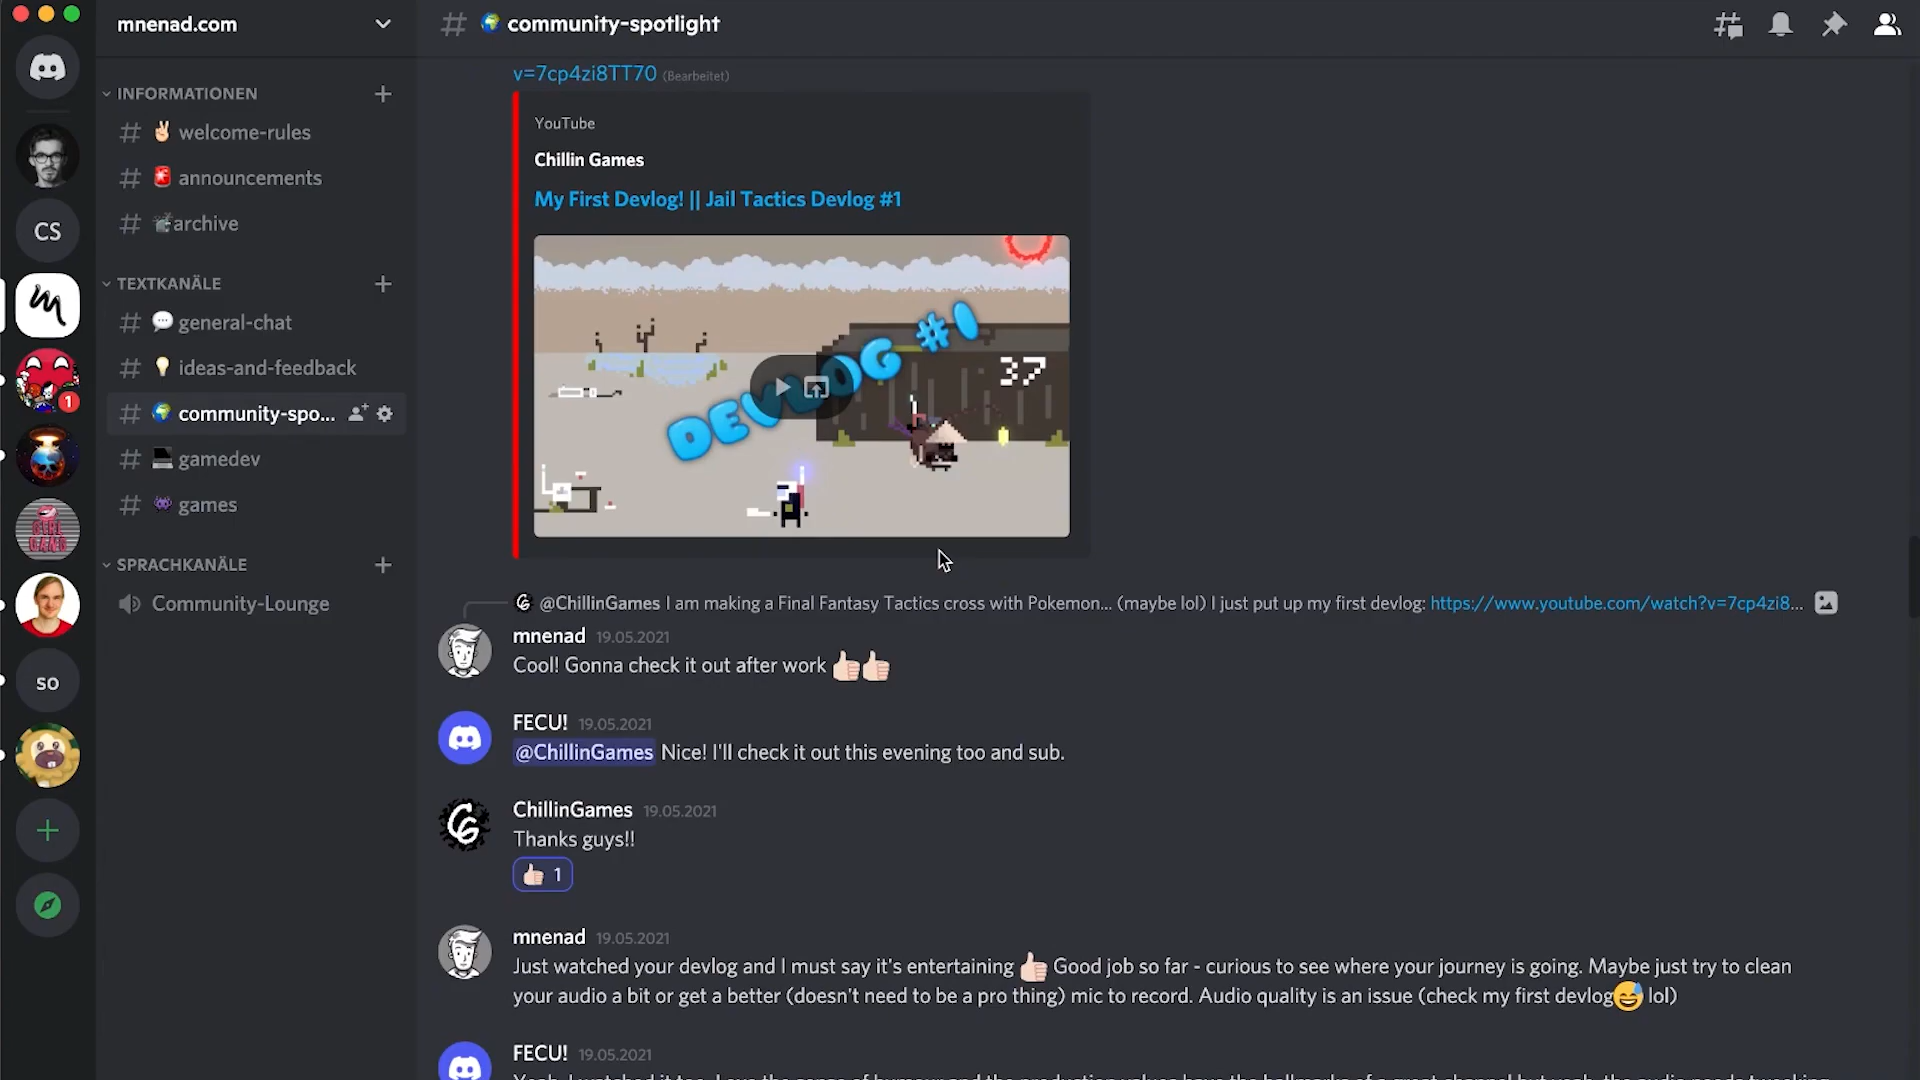 mnenad.com
INFORMATIONEN
welcome-rules
announcements
archive
TEXTKANÄLE
general-chat
ideas-and-feedback
community-spo...
gamedev
games
SPRACHKANÄLE
Community-Lounge
CS
1
GIRL
GANG
so
# community-spotlight
v=7cp4zi8TT70 (Bearbeitet)
YouTube
Chillin Games
My First Devlog! || Jail Tactics Devlog #1
DEVLOG #1
37
@ChillinGames I am making a Final Fantasy Tactics cross with Pokemon... (maybe lol) I just put up my first devlog: https://www.youtube.com/watch?v=7cp4zi8...
mnenad 19.05.2021
Cool! Gonna check it out after work 👍🏻👍🏻
FECU! 19.05.2021
@ChillinGames Nice! I'll check it out this evening too and sub.
CG
ChillinGames 19.05.2021
Thanks guys!!
👍🏻 1
mnenad 19.05.2021
Just watched your devlog and I must say it's entertaining 👍🏻 Good job so far - curious to see where your journey is going. Maybe just try to clean
your audio a bit or get a better (doesn't need to be a pro thing) mic to record. Audio quality is an issue (check my first devlog😅 lol)
FECU! 19.05.2021